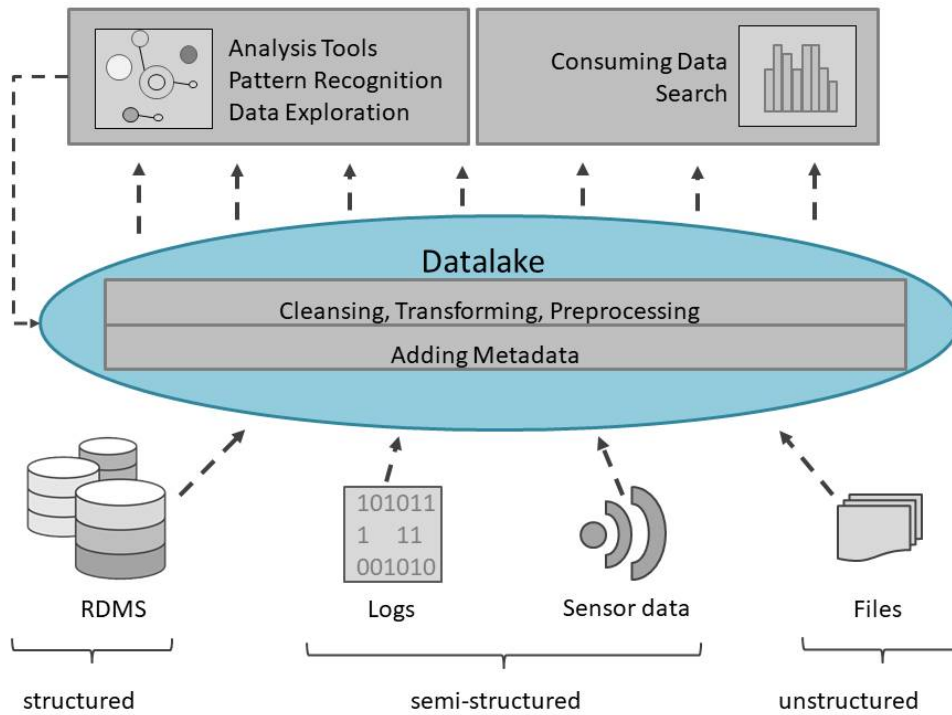 Analysis Tools
Pattern Recognition
Data Exploration
Consuming Data
Search
Datalake
Cleansing, Transforming, Preprocessing
Adding Metadata
101011
1 11
001010
RDMS
Logs
Sensor data
Files
structured
semi-structured
unstructured